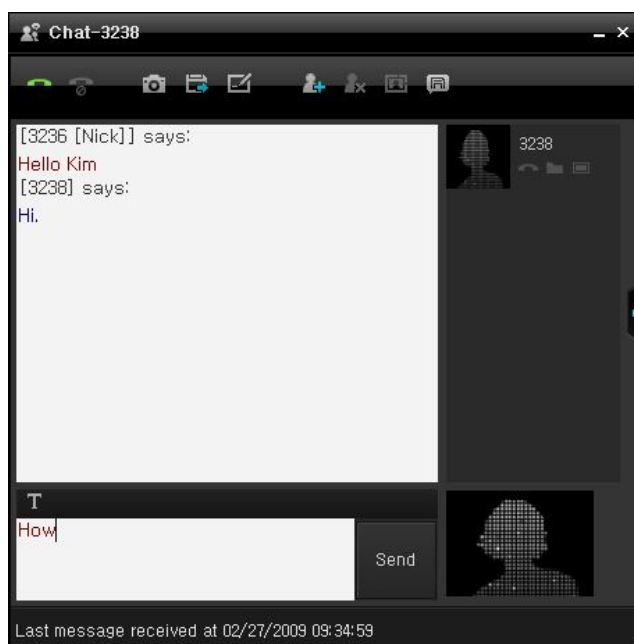 Chat-3238
[3236 [Nick]] says:
Hello Kim
[3238] says:
Hi.
3238
T
How
Send
Last message received at 02/27/2009 09:34:59